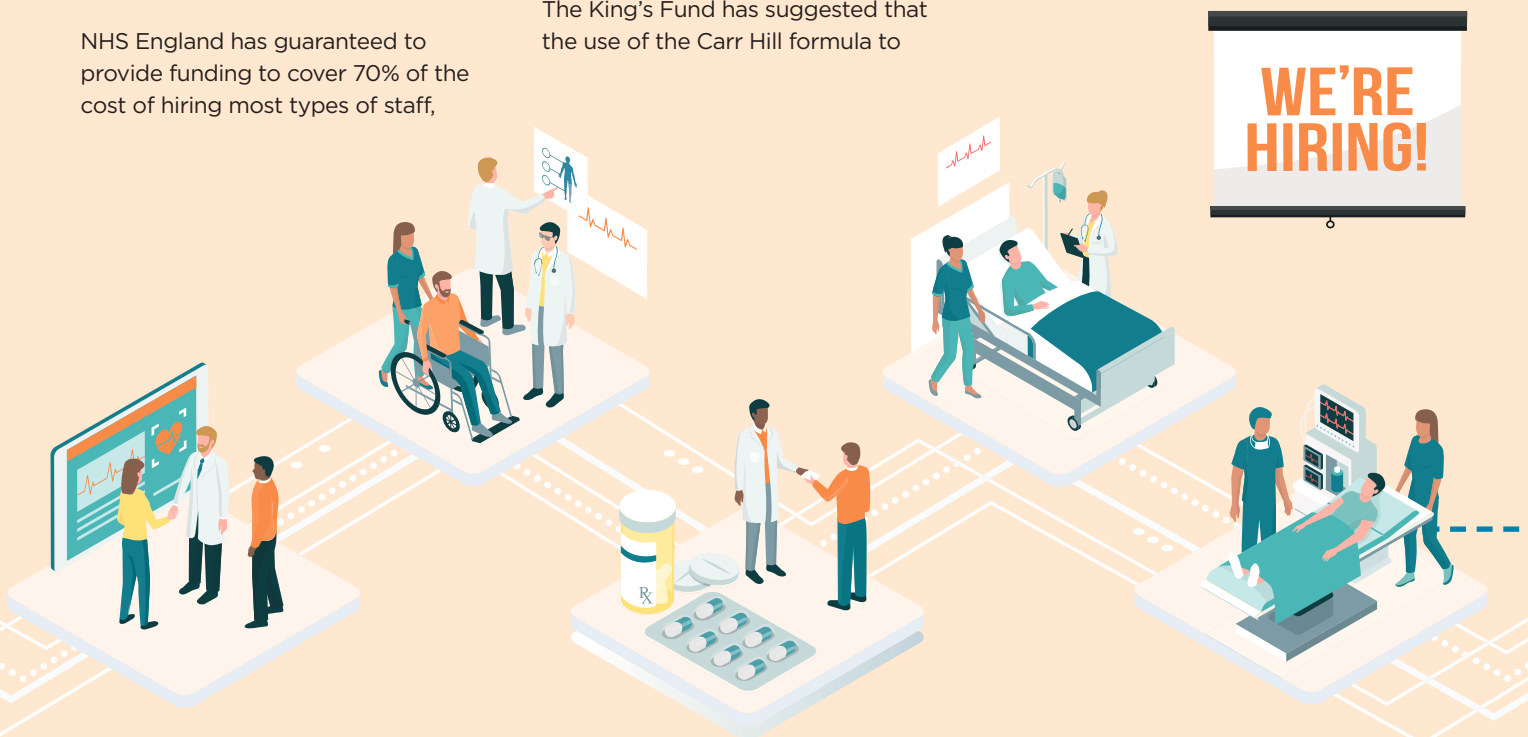 NHS England has guaranteed to
provide funding to cover 70% of the
cost of hiring most types of staff,
The King’s Fund has suggested that
the use of the Carr Hill formula to
WE’RE
HIRING!
Rx